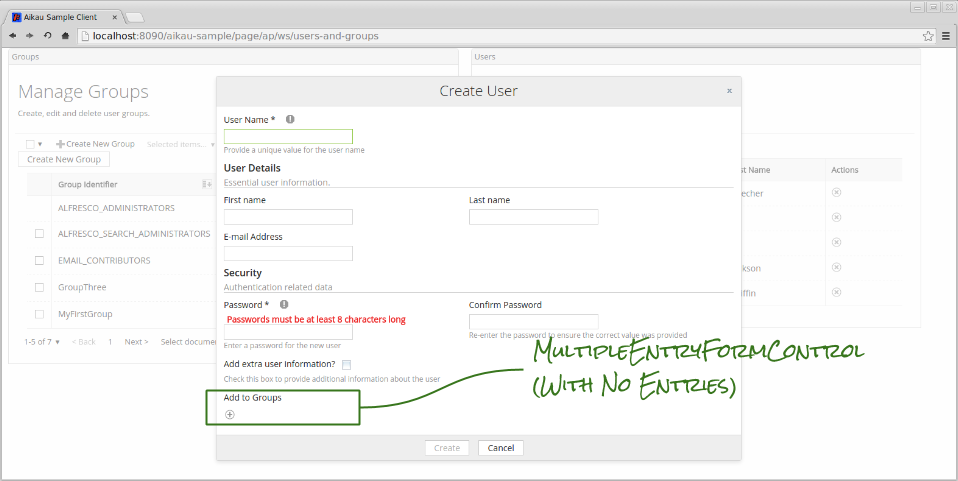 Aikau Sample Client
localhost:8090/aikau-sample/page/ap/ws/users-and-groups
Groups
Users
Manage Groups
Create, edit and delete user groups.
Create New Group
Selected items...
Create New Group
Group Identifier
ALFRESCO_ADMINISTRATORS
ALFRESCO_SEARCH_ADMINISTRATORS
EMAIL_CONTRIBUTORS
GroupThree
MyFirstGroup
1-5 of 7
< Back
1
Next >
Select docume
st Name
Actions
echer
kson
iffin
Create User
×
User Name *
Provide a unique value for the user name
User Details
Essential user information.
First name
Last name
E-mail Address
Security
Authentication related data
Password *
Confirm Password
Passwords must be at least 8 characters long
Enter a password for the new user
Re-enter the password to ensure the correct value was provided
Add extra user information?
Check this box to provide additional information about the user
Add to Groups
Create
Cancel
MultipleEntryFormControl
(With No Entries)